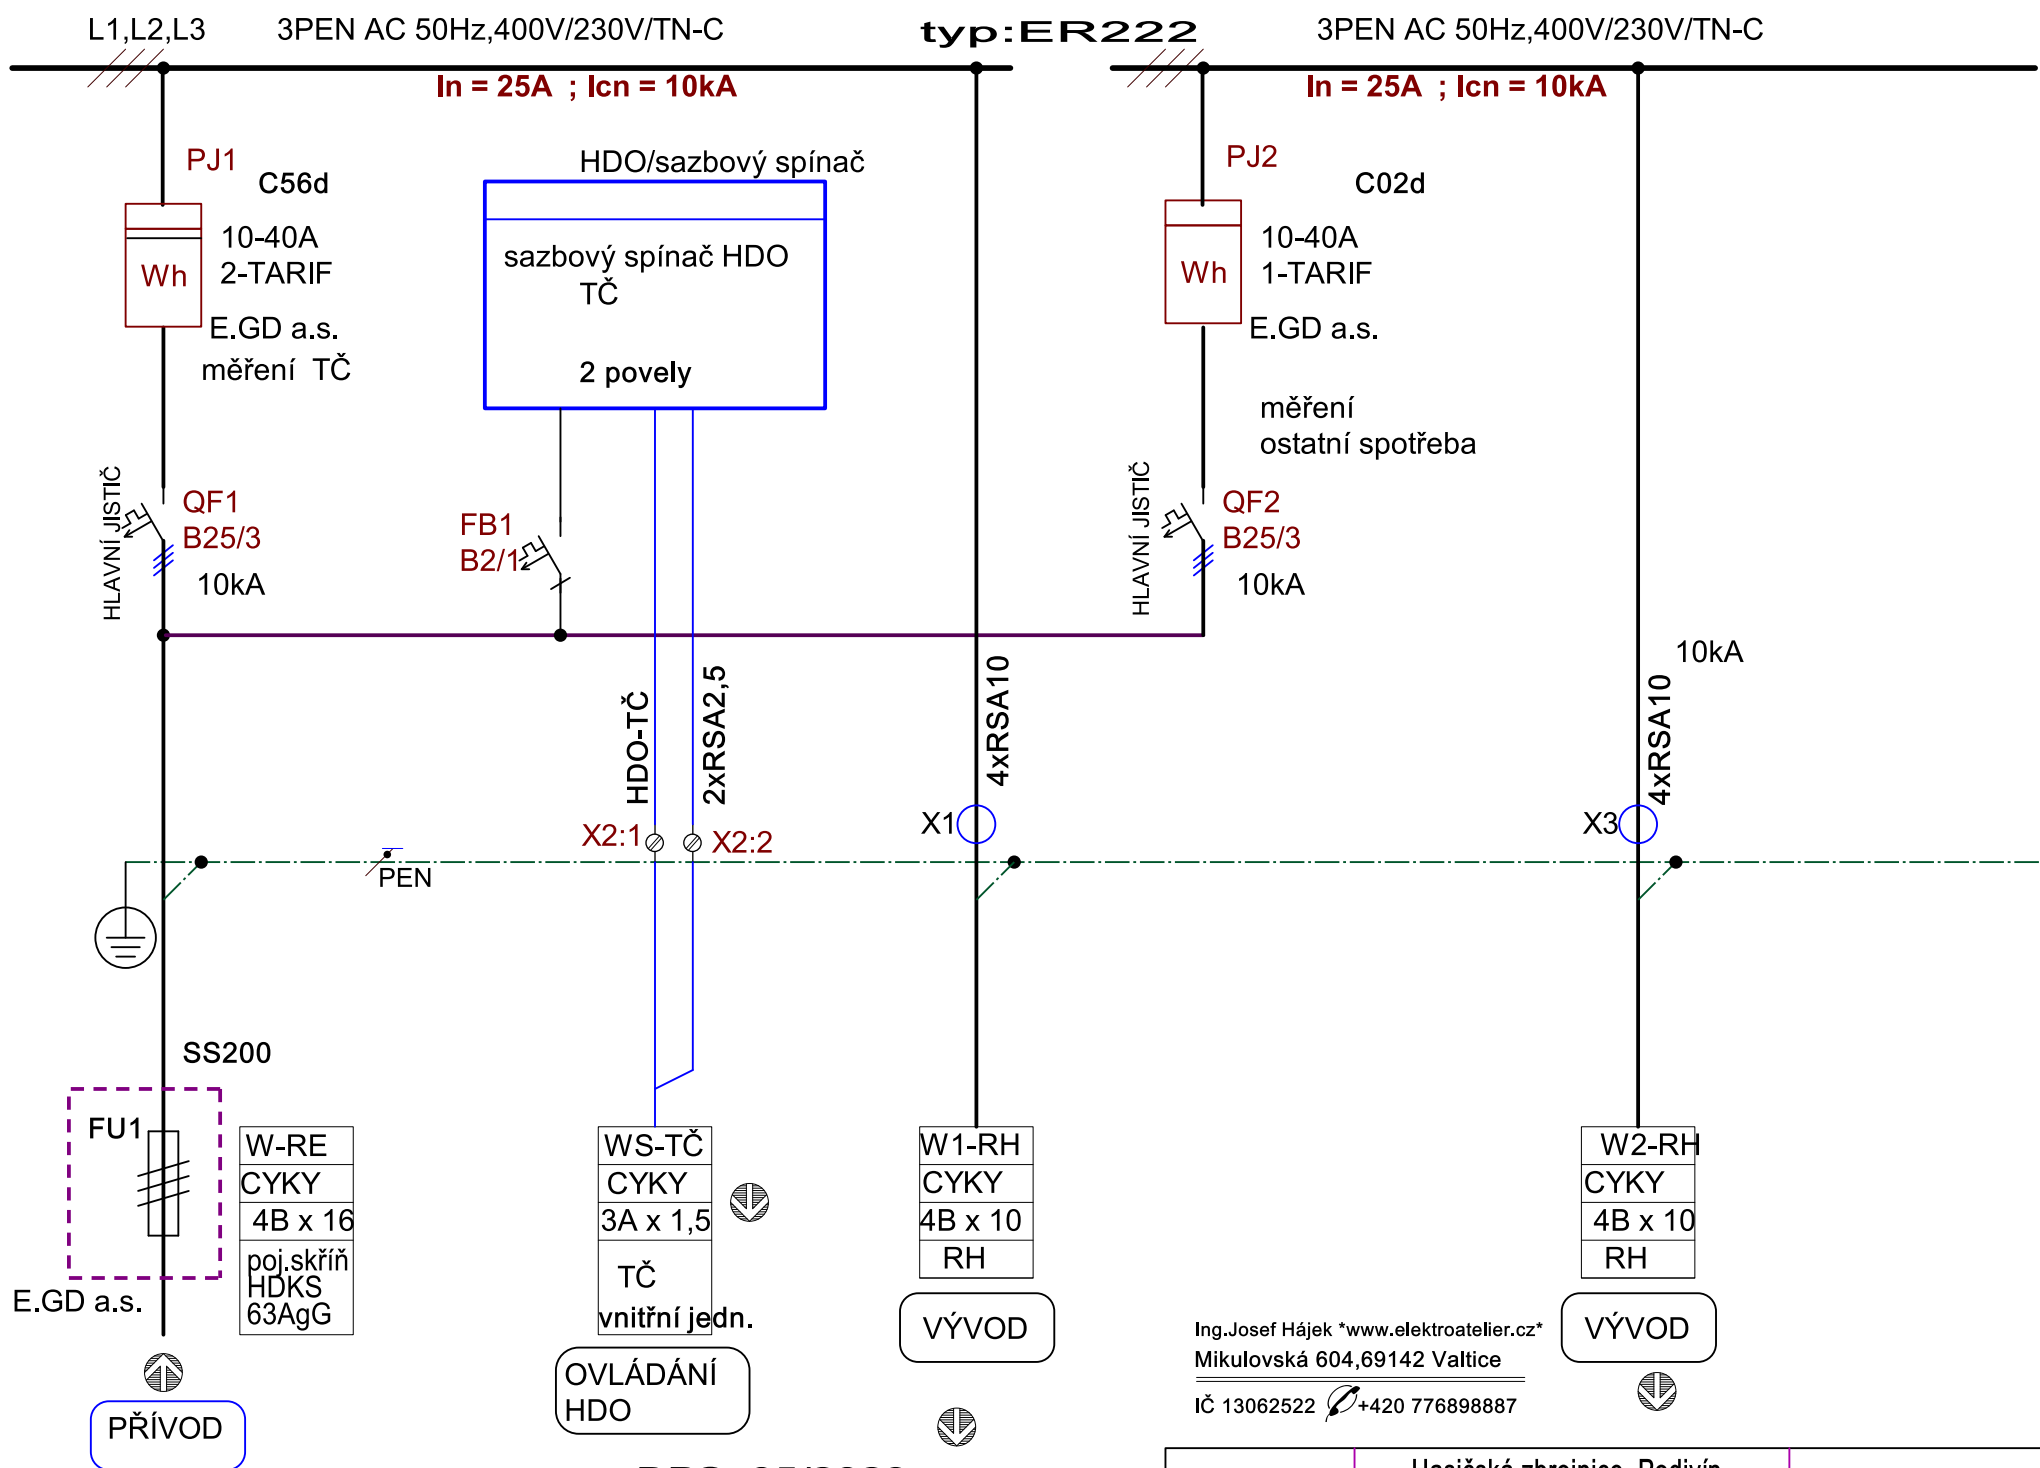 L1,L2,L3
3PEN AC 50Hz,400V/230V/TN-C
typ:ER222
3PEN AC 50Hz,400V/230V/TN-C
In = 25A ; Icn = 10kA
In = 25A ; Icn = 10kA
PJ1
C56d
Wh
10-40A
2-TARIF
E.GD a.s.
měření TČ
HDO/sazbový spínač
sazbový spínač HDO
TČ
2 povely
PJ2
C02d
Wh
10-40A
1-TARIF
E.GD a.s.
měření
ostatní spotřeba
HLAVNÍ JISTIČ
QF1
B25/3
10kA
FB1
B2/1
HLAVNÍ JISTIČ
QF2
B25/3
10kA
10kA
HDO-TČ
2xRSA2,5
4xRSA10
4xRSA10
X2:1
X2:2
X1
X3
PEN
SS200
FU1
E.GD a.s.
W-RE
CYKY
4B x 16
poj.skříň
HDKS
63AgG
PŘÍVOD
WS-TČ
CYKY
3A x 1,5
TČ
vnitřní jedn.
OVLÁDÁNÍ
HDO
W1-RH
CYKY
4B x 10
RH
VÝVOD
W2-RH
CYKY
4B x 10
RH
VÝVOD
Ing.Josef Hájek *www.elektroatelier.cz*
Mikulovská 604,69142 Valtice
IČ 13062522 +420 776898887
Hasičská zbrojnice, Podivín